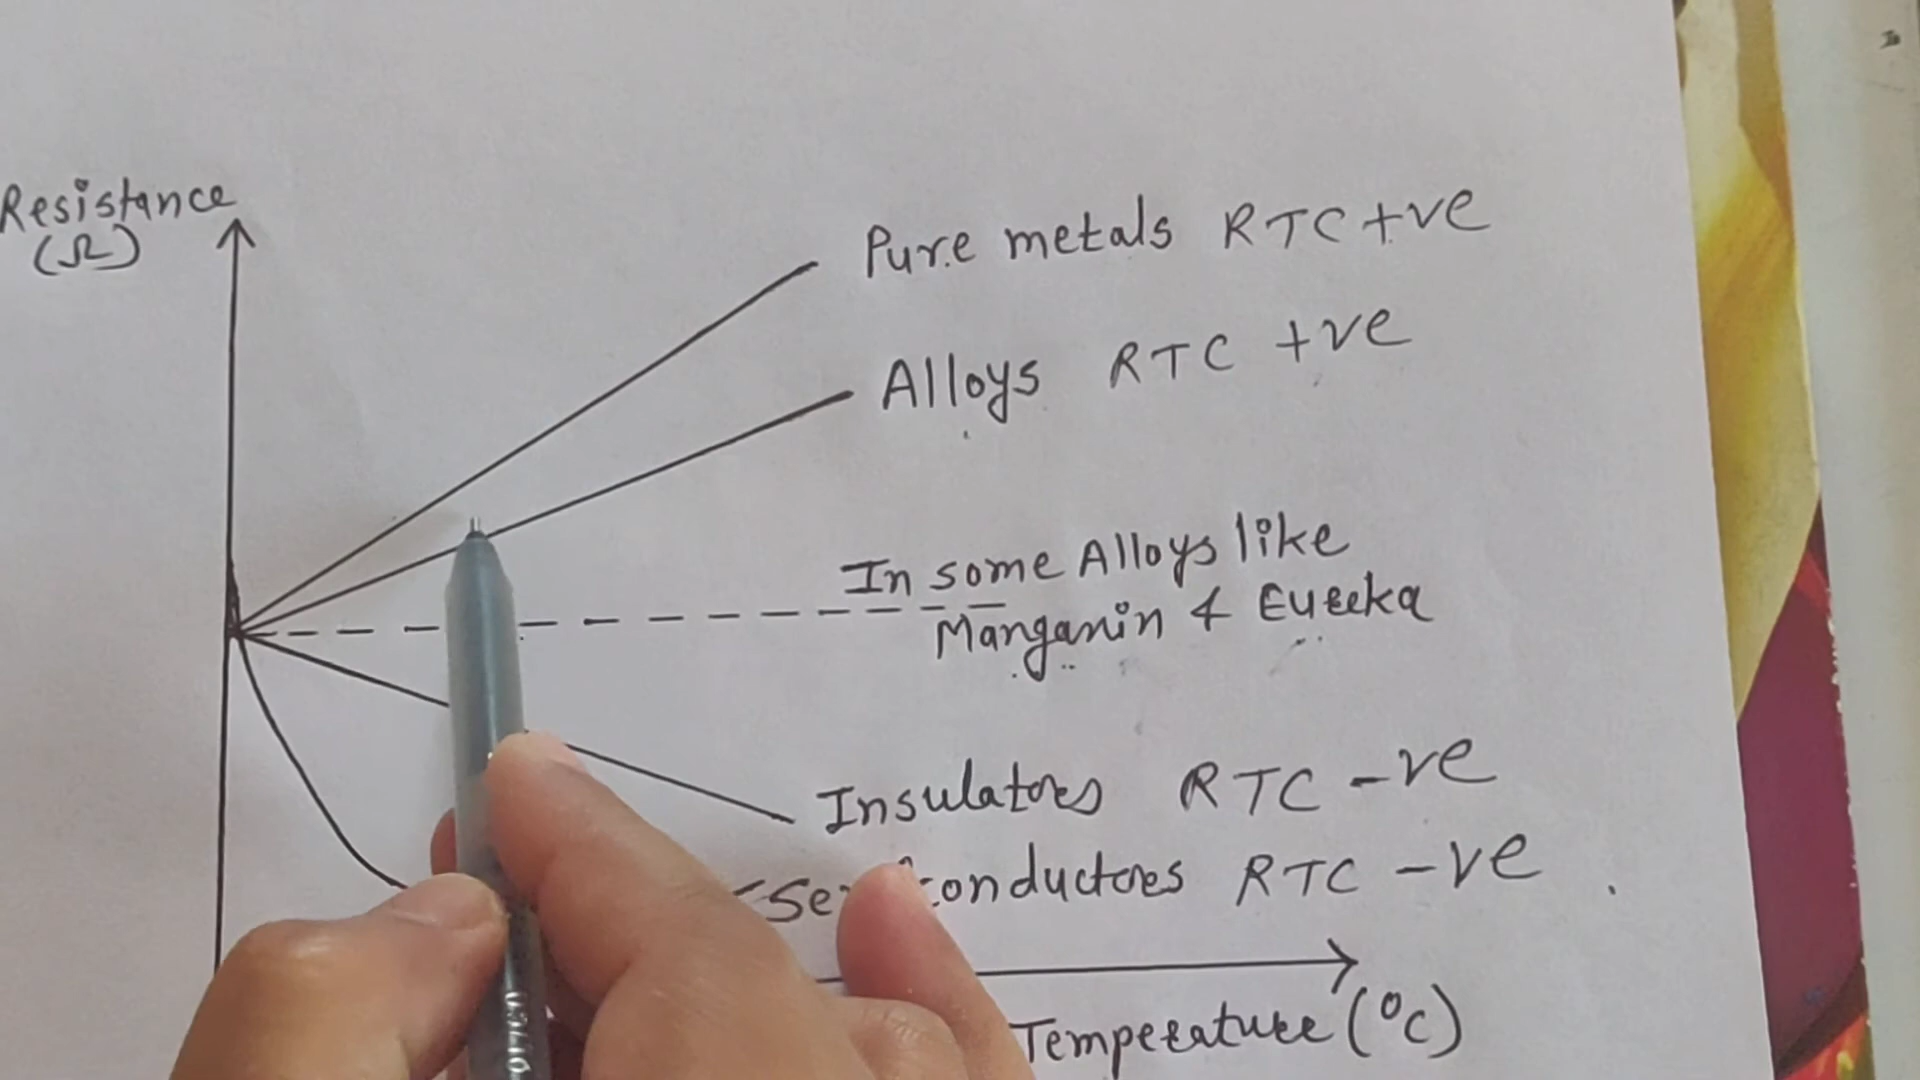 Resistance
(Ω)
Pure metals RTC +ve
Alloys RTC +ve
In some Alloys like
Manganin & Eureka
Insulators RTC -ve
RTC -ve
Temperature (°C)